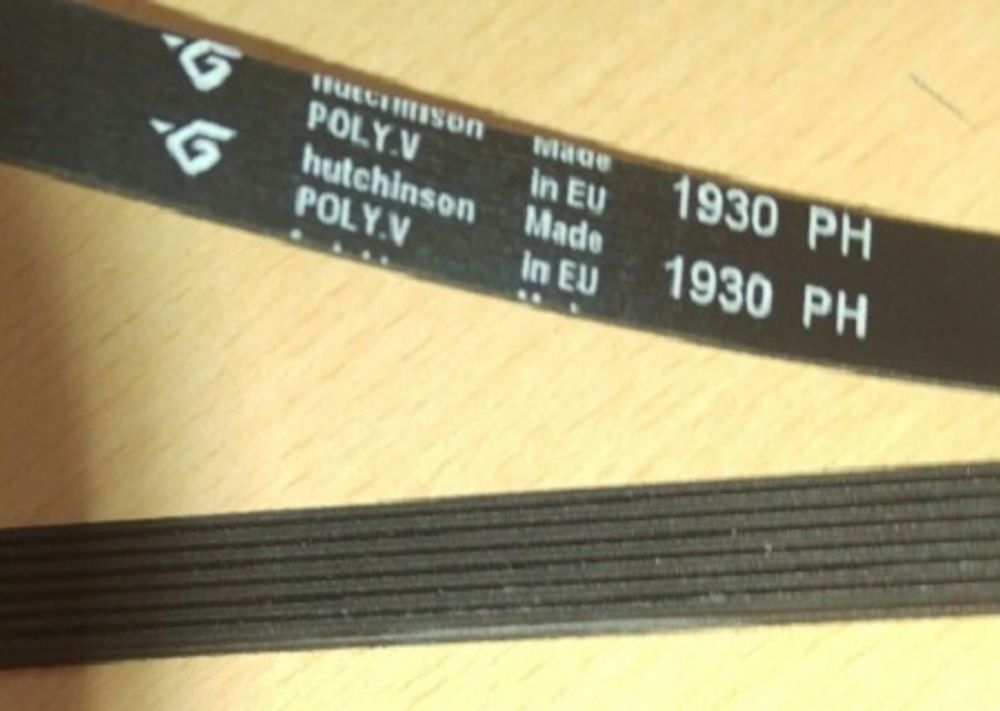 hutchinson
POLY.V
hutchinson
POLY.V
Made
in EU
Made
in EU
1930 PH
1930 PH